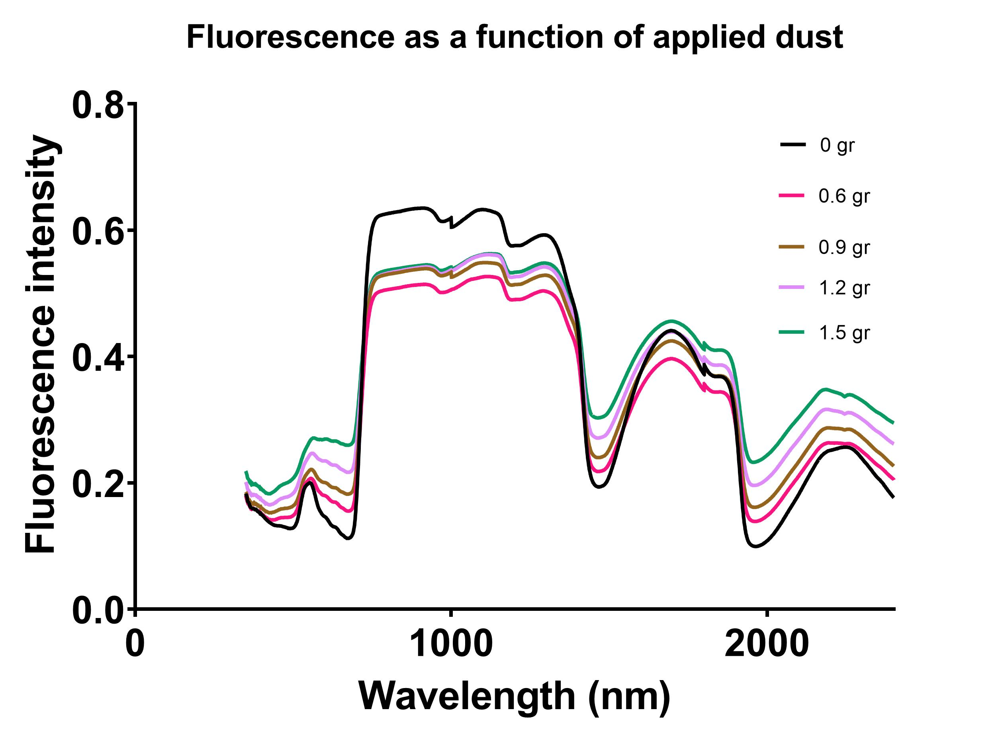 Fluorescence as a function of applied dust
Fluorescence intensity
0.8
0.6
0.4
0.2
0.0
0 gr
0.6 gr
0.9 gr
1.2 gr
1.5 gr
0
1000
2000
Wavelength (nm)